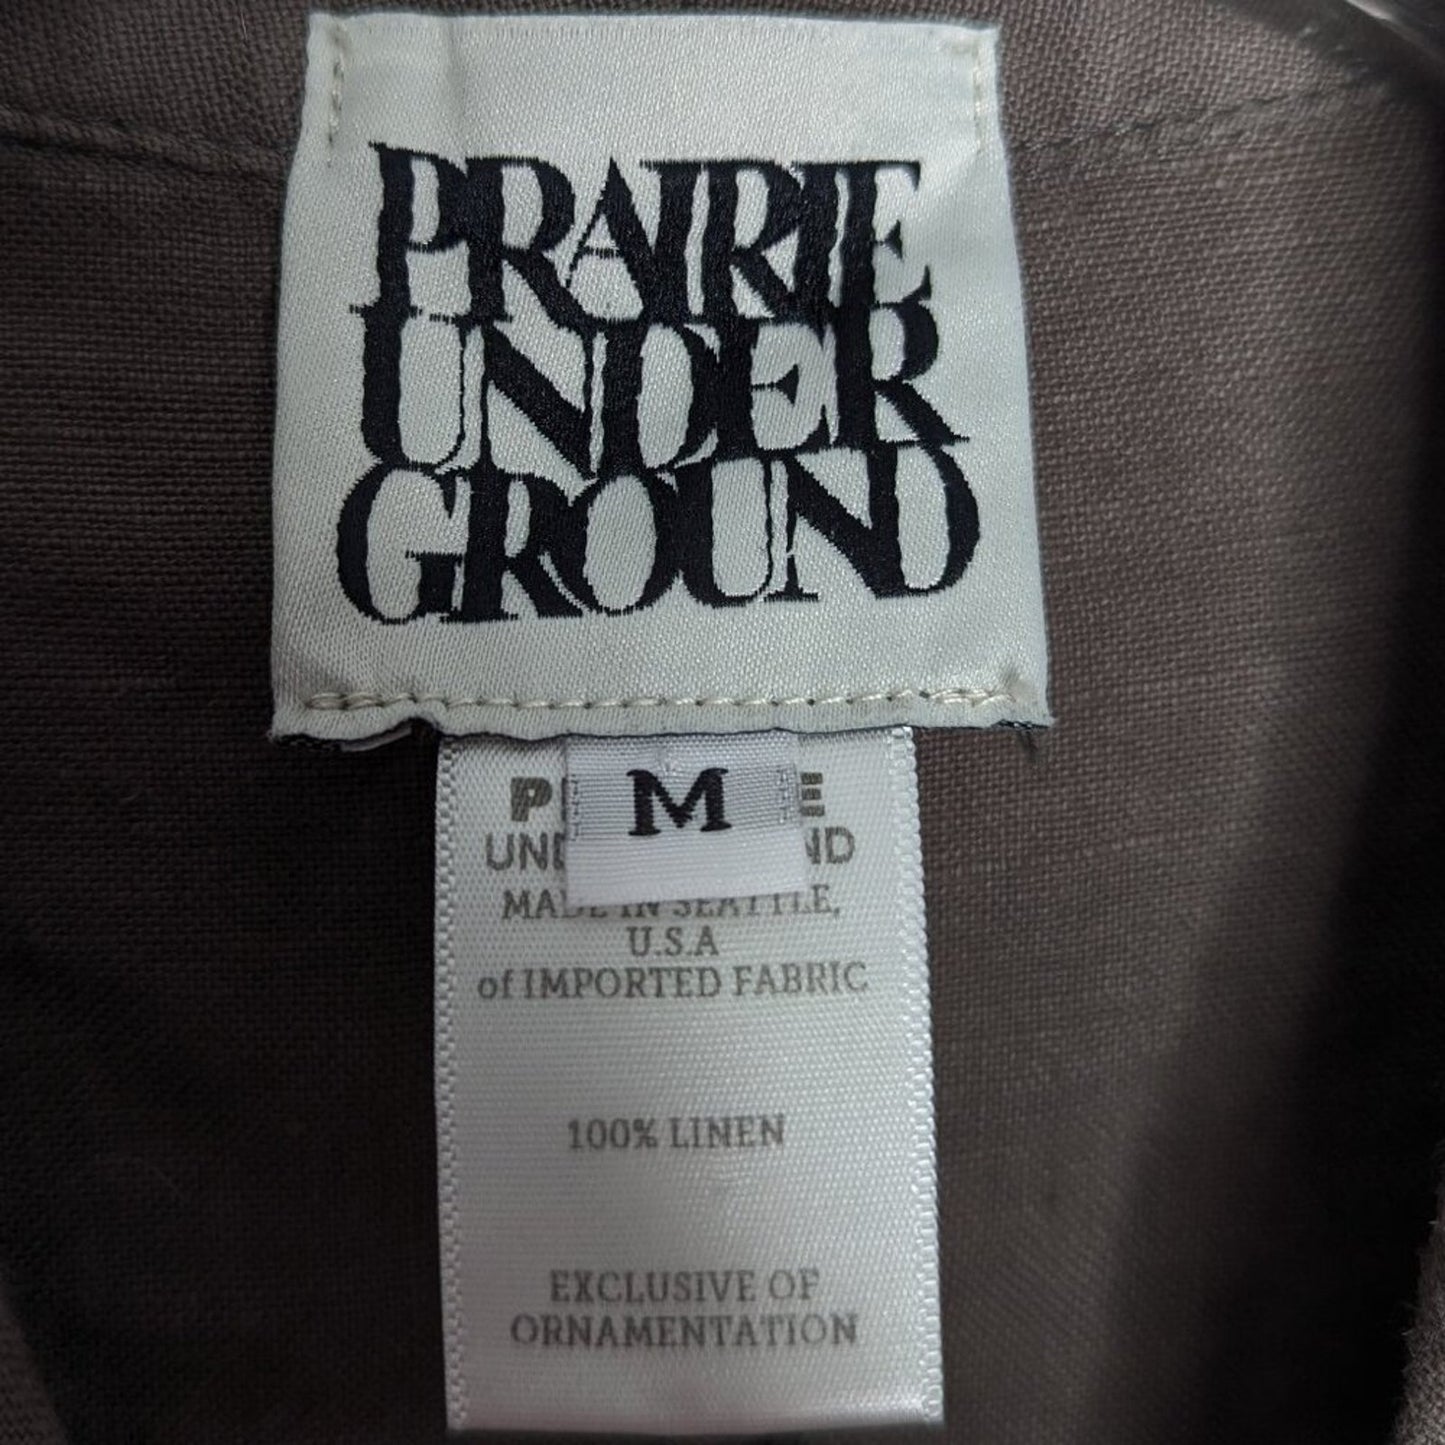 PRAIRIE
UNDER
GROUND
M
MADE IN SEATTLE,
U.S.A
of IMPORTED FABRIC
100% LINEN
EXCLUSIVE OF
ORNAMENTATION